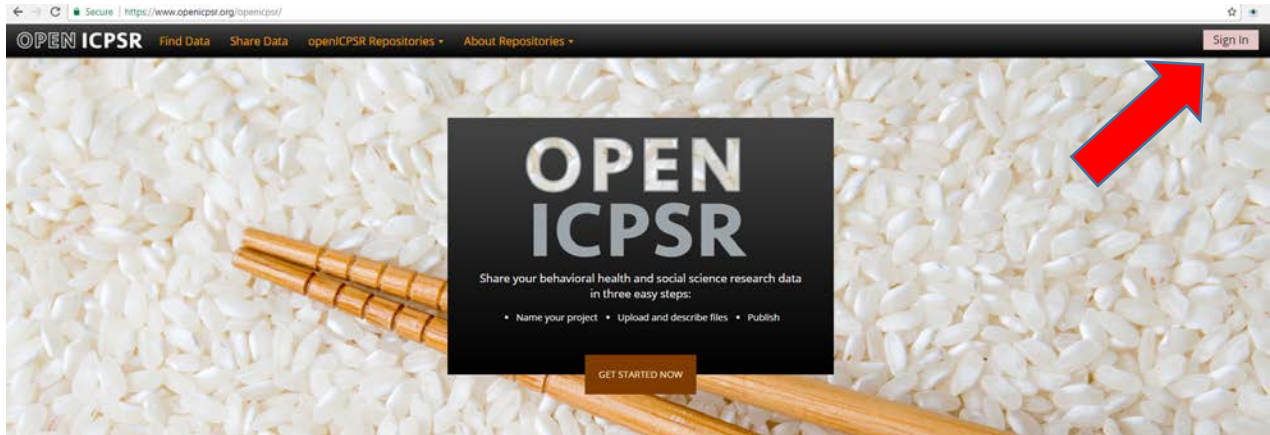 Secure | https://www.openicpsr.org/openicpsr/
OPEN ICPSR Find Data Share Data openICPSR Repositories About Repositories Sign In
OPEN
ICPSR
Share your behavioral health and social science research data
in three easy steps:
• Name your project • Upload and describe files • Publish
GET STARTED NOW